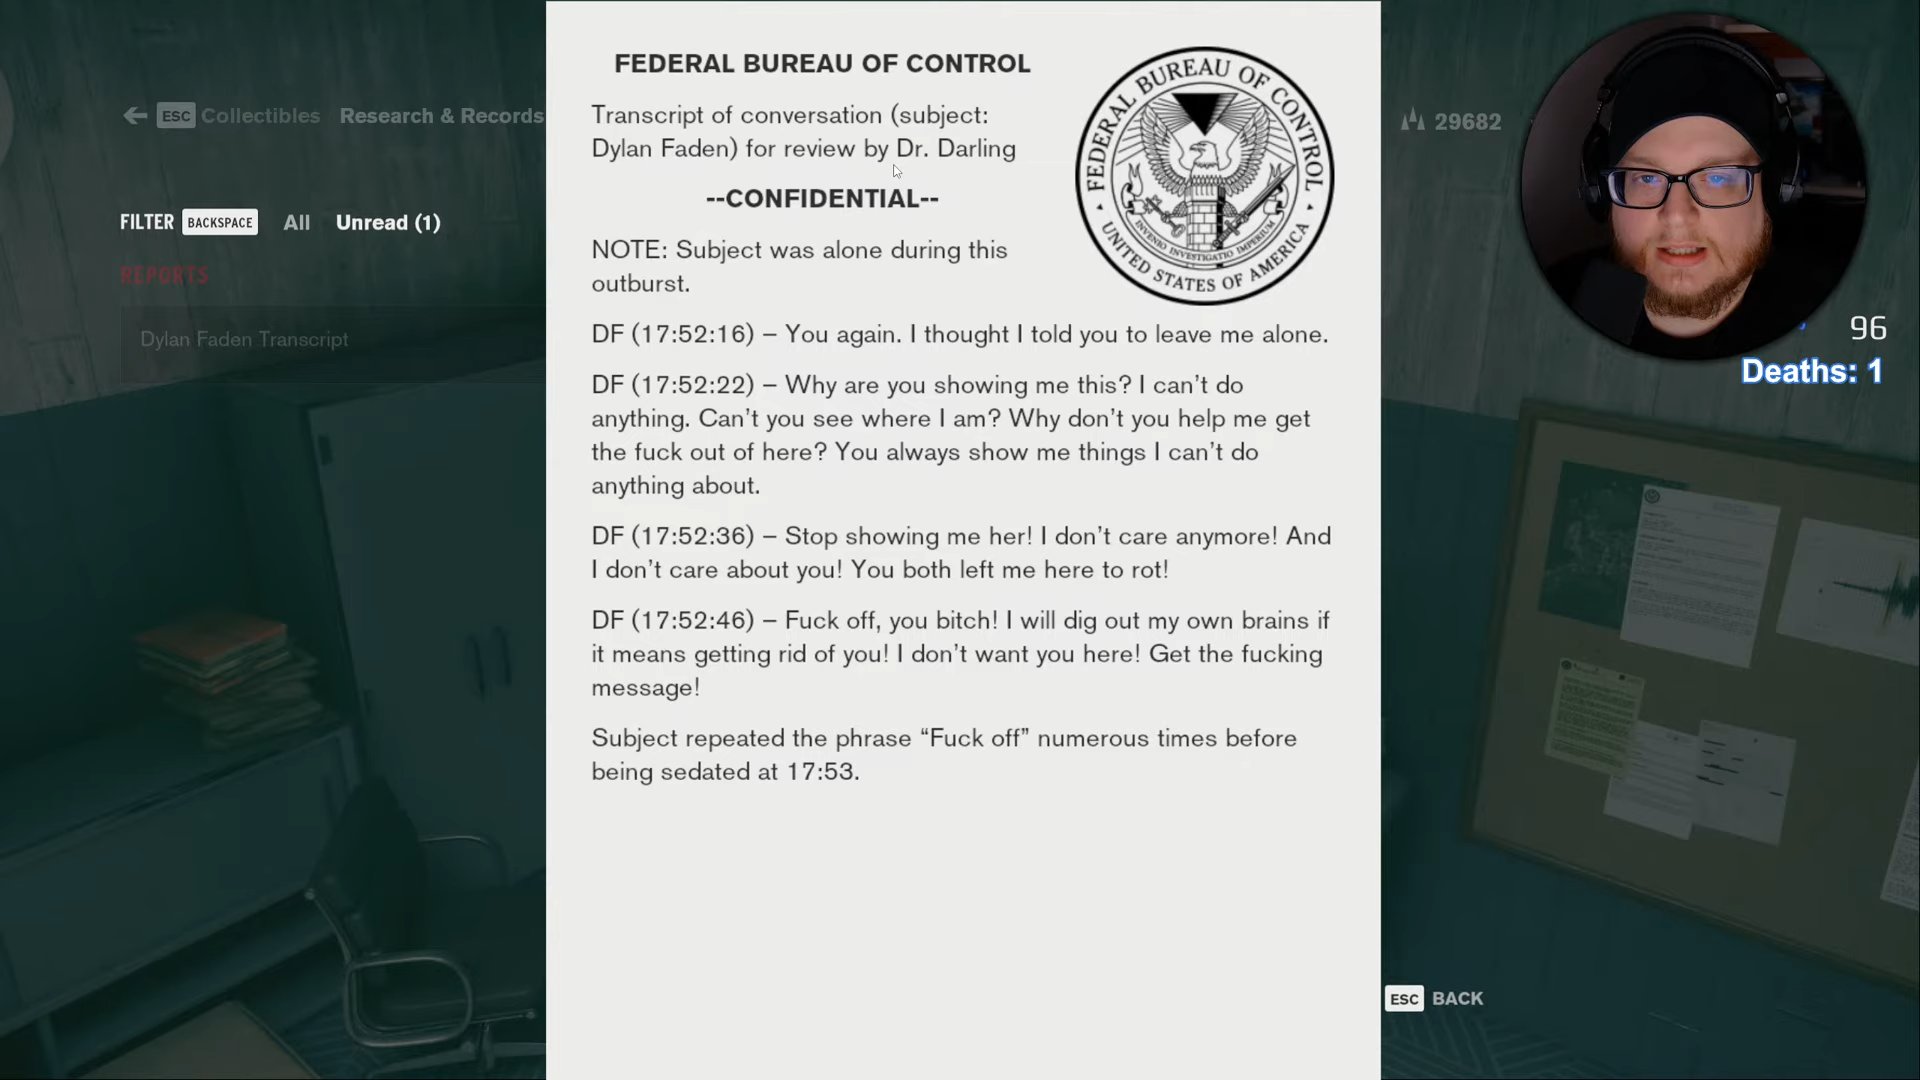 FEDERAL BUREAU OF CONTROL
Transcript of conversation (subject:
Dylan Faden) for review by Dr. Darling
--CONFIDENTIAL--
NOTE: Subject was alone during this
outburst.
DF (17:52:16) – You again. I thought I told you to leave me alone.
DF (17:52:22) – Why are you showing me this? I can’t do
anything. Can’t you see where I am? Why don’t you help me get
the fuck out of here? You always show me things I can’t do
anything about.
DF (17:52:36) – Stop showing me her! I don’t care anymore! And
I don’t care about you! You both left me here to rot!
DF (17:52:46) – Fuck off, you bitch! I will dig out my own brains if
it means getting rid of you! I don’t want you here! Get the fucking
message!
Subject repeated the phrase “Fuck off” numerous times before
being sedated at 17:53.
FEDERAL BUREAU OF CONTROL
INVENIO INVESTIGATIO IMPERIUM
UNITED STATES OF AMERICA
ESC Collectibles Research & Records
FILTER BACKSPACE All Unread (1)
REPORTS
Dylan Faden Transcript
29682
96
Deaths: 1
ESC BACK